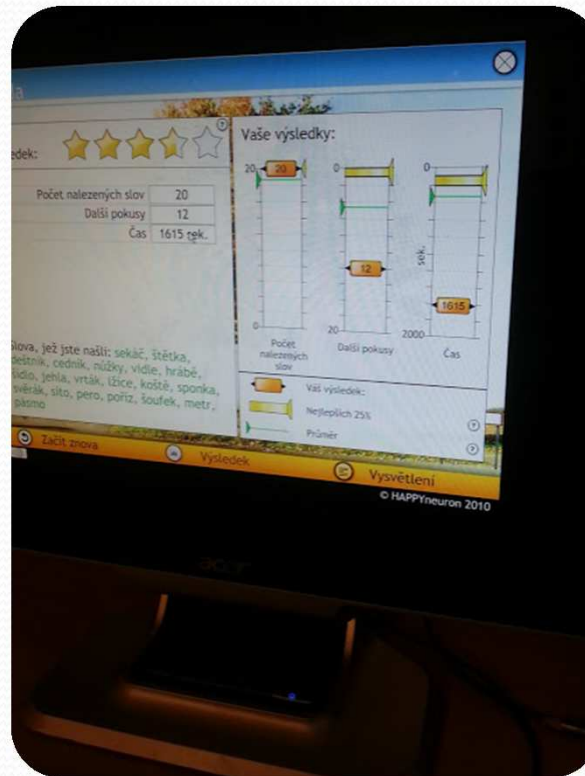 Vaše výsledky:
Počet nalezených slov 20
Další pokusy 12
Čas 1615 sek.
20 20 0 0
12
sek.
1615
0 20 2000
Počet nalezených slov
Další pokusy
Čas
slova, jež jste našli: sekáč, štětka,
deštník, cedník, nůžky, vidle, hrábě,
šidlo, jehla, vrták, lžíce, koště, sponka,
svěrák, síto, pero, poříz, šoufek, metr,
pásmo
Váš výsledek:
Nejlepších 25%
Průměr
Začít znova
Výsledek
Vysvětlení
© HAPPYneuron 2010
acer